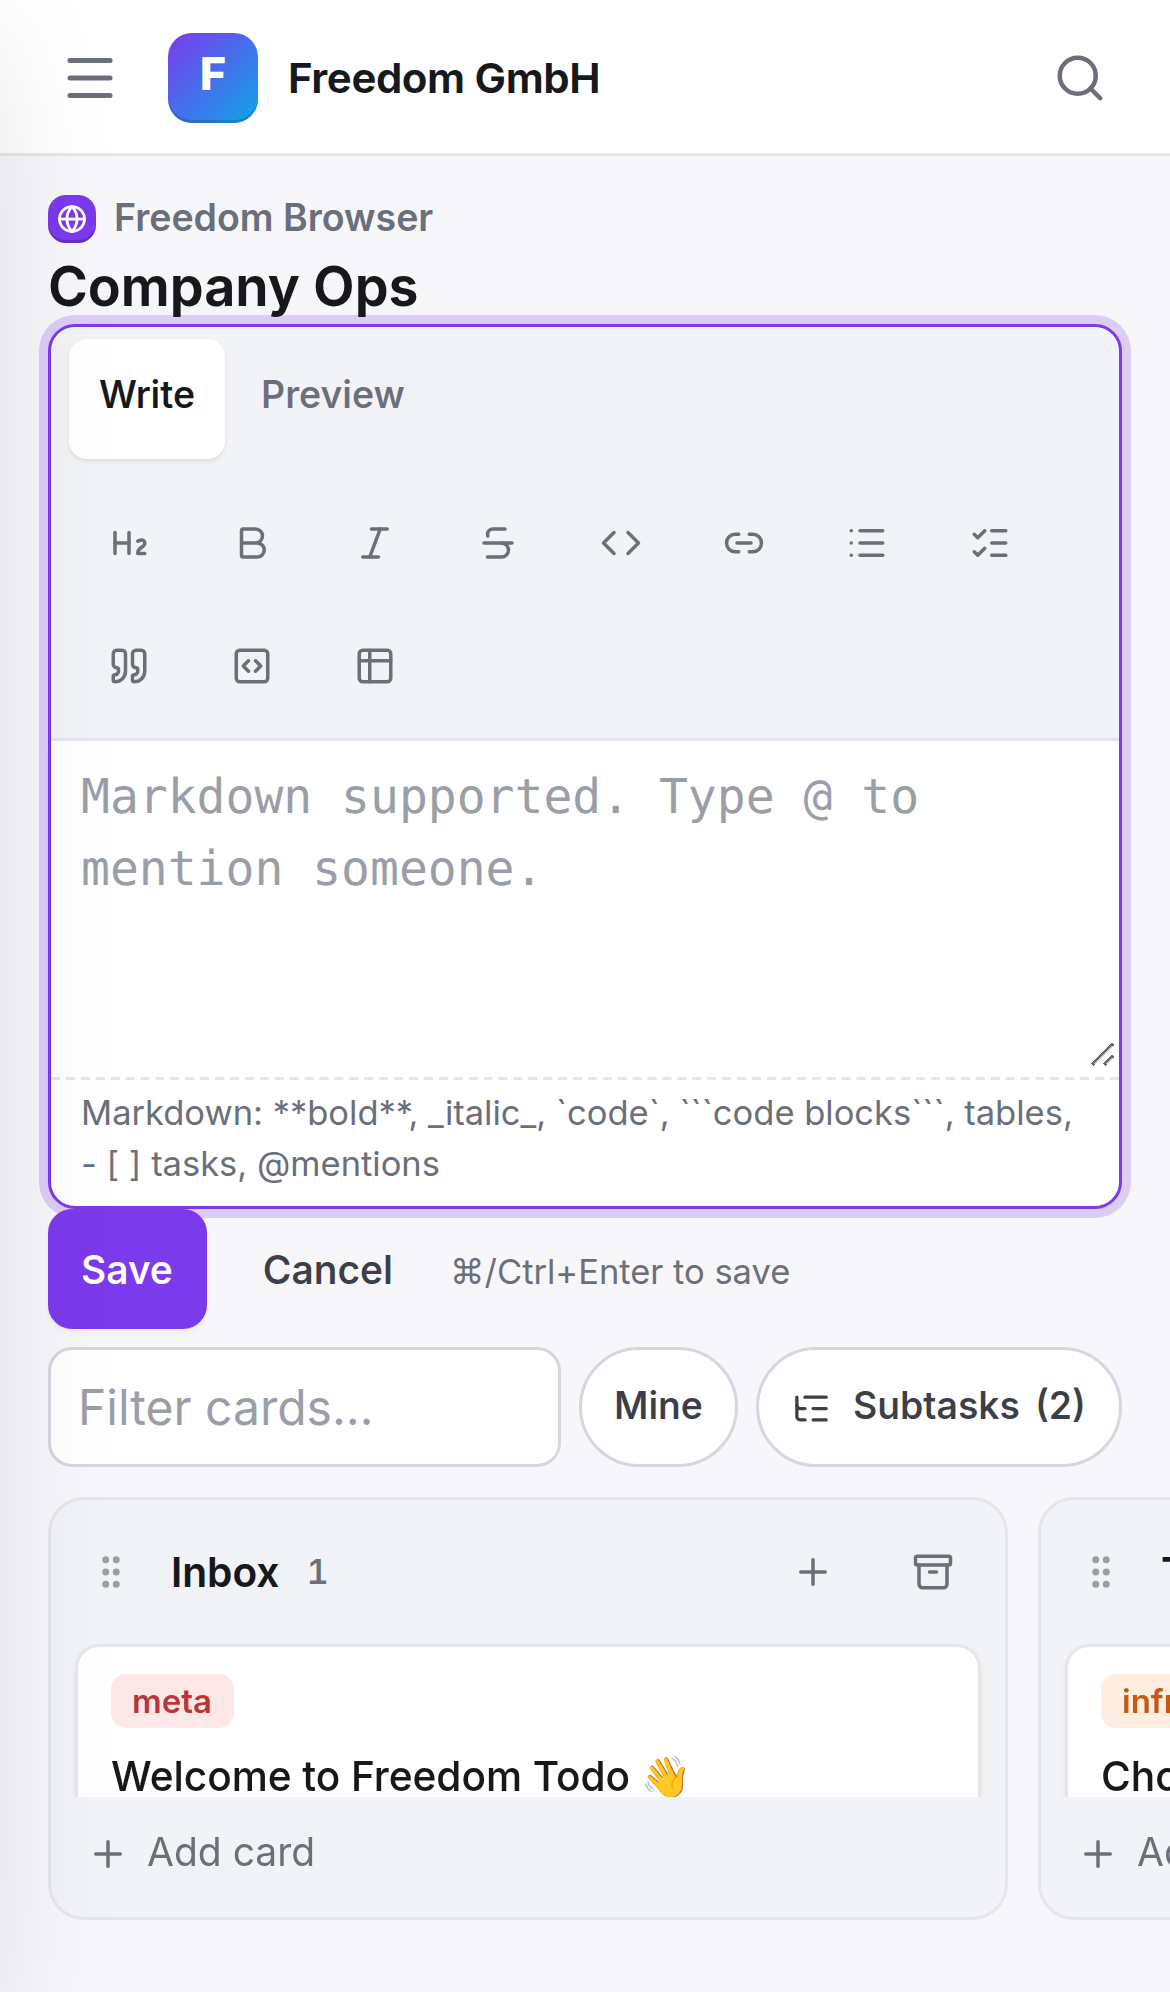 F Freedom GmbH
Freedom Browser
Company Ops
Write Preview
H2 B I S
Markdown supported. Type @ to
mention someone.
Markdown: **bold**, _italic_, `code`, ```code blocks```, tables,
- [ ] tasks, @mentions
Save Cancel ⌘/Ctrl+Enter to save
Filter cards... Mine Subtasks (2)
Inbox 1
meta
Welcome to Freedom Todo 👋
Add card